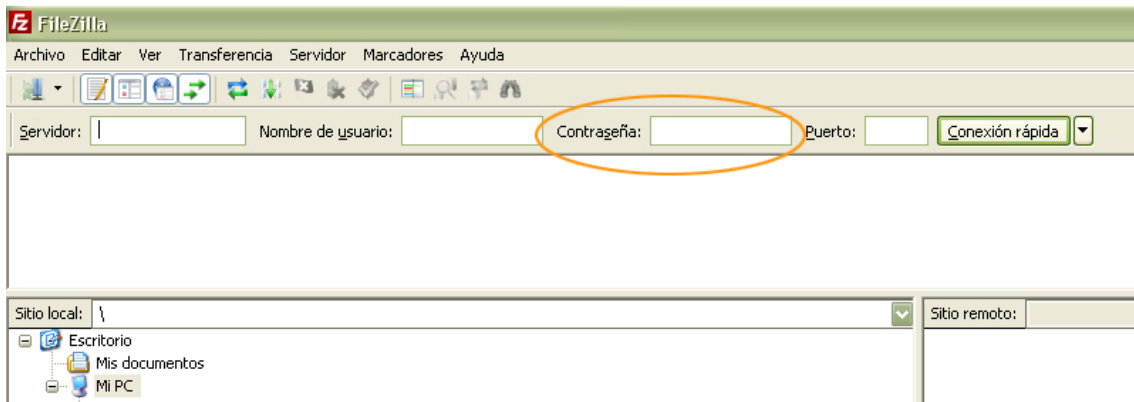 FileZilla
Archivo Editar Ver Transferencia Servidor Marcadores Ayuda
Servidor: Nombre de usuario: Contraseña: Puerto: Conexión rápida
Sitio local: \ Sitio remoto:
Escritorio
Mis documentos
Mi PC